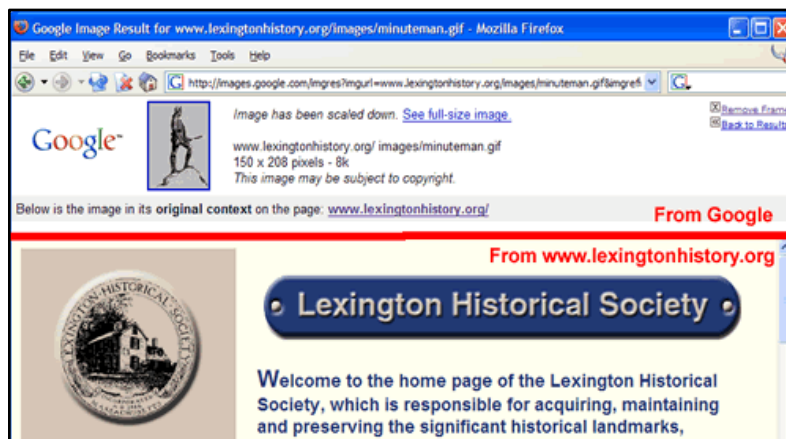 Google Image Result for www.lexingtonhistory.org/images/minuteman.gif - Mozilla Firefox
File Edit View Go Bookmarks Tools Help
http://images.google.com/imgres?imgurl=www.lexingtonhistory.org/images/minuteman.gif&imgrefi
Image has been scaled down. See full-size image.
Remove Frame
Back to Results
Google™
www.lexingtonhistory.org/ images/minuteman.gif
150 x 208 pixels - 8k
This image may be subject to copyright.
Below is the image in its original context on the page: www.lexingtonhistory.org/
From Google
From www.lexingtonhistory.org
LEXINGTON·HISTORICAL·SOCIETY
MASSACHUSETTS
Lexington Historical Society
Welcome to the home page of the Lexington Historical
Society, which is responsible for acquiring, maintaining
and preserving the significant historical landmarks,